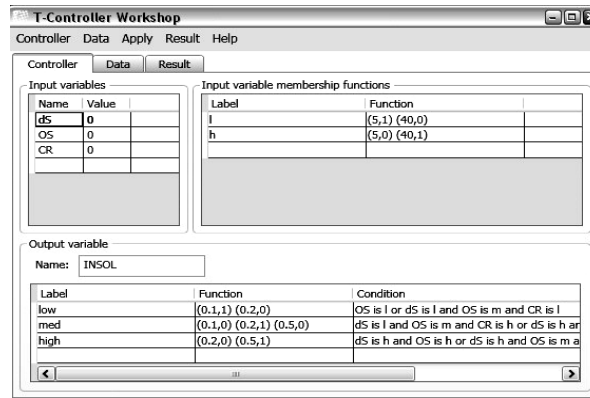 T-Controller Workshop
Controller Data Apply Result Help
Controller Data Result
Input variables
Name Value
dS 0
OS 0
CR 0
Input variable membership functions
Label Function
l (5,1) (40,0)
h (5,0) (40,1)
Output variable
Name: INSOL
Label Function Condition
low (0.1,1) (0.2,0) OS is l or dS is l and OS is m and CR is l
med (0.1,0) (0.2,1) (0.5,0) dS is l and OS is m and CR is h or dS is h ar
high (0.2,0) (0.5,1) dS is h and OS is h or dS is h and OS is m a